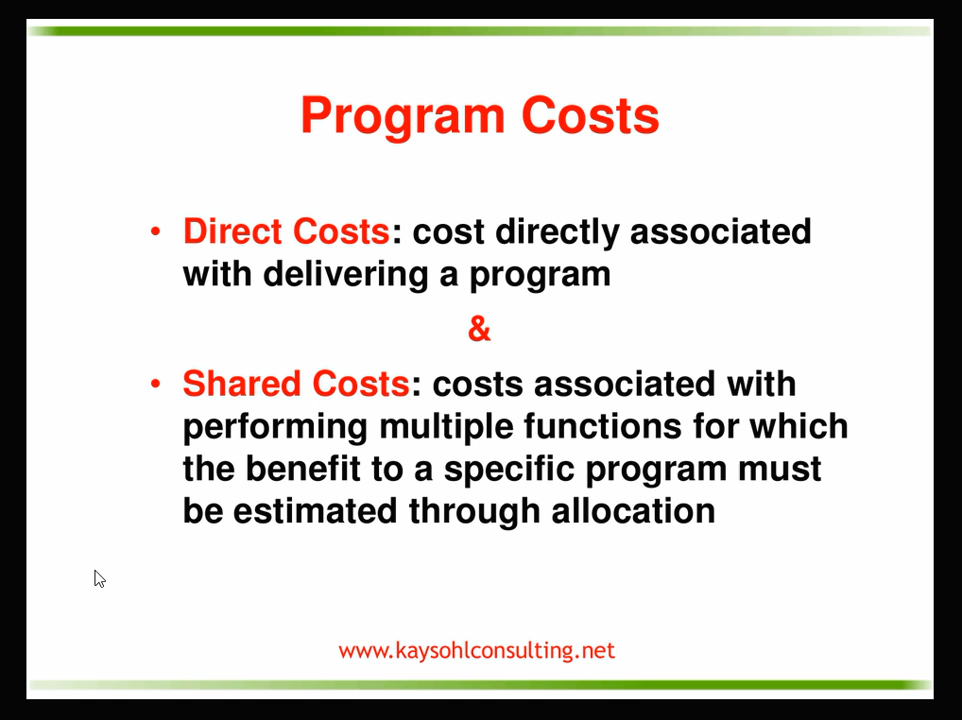 Program Costs
• Direct Costs: cost directly associated
with delivering a program
&
• Shared Costs: costs associated with
performing multiple functions for which
the benefit to a specific program must
be estimated through allocation
www.kaysohlconsulting.net